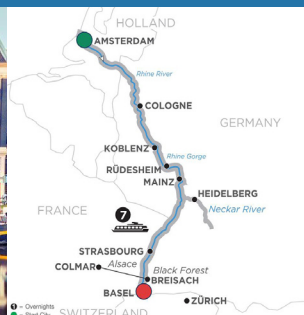 HOLLAND
AMSTERDAM
Rhine River
COLOGNE
GERMANY
KOBLENZ
Rhine Gorge
RÜDESHEIM
MAINZ
HEIDELBERG
FRANCE
Neckar River
7
STRASBOURG
Alsace
Black Forest
COLMAR
BREISACH
BASEL
ZÜRICH
= Overnights
SWITZERLAND